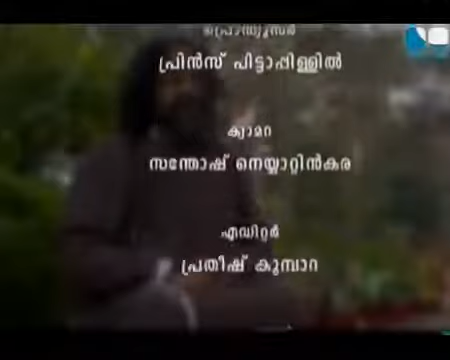 പ്രൊഡ്യൂസർ
പ്രിൻസ് പിട്ടാപ്പിള്ളിൽ
ക്യാമറ
സന്തോഷ് നെയ്യാറ്റിൻകര
എഡിറ്റർ
പ്രതീഷ് കൂമ്പാറ